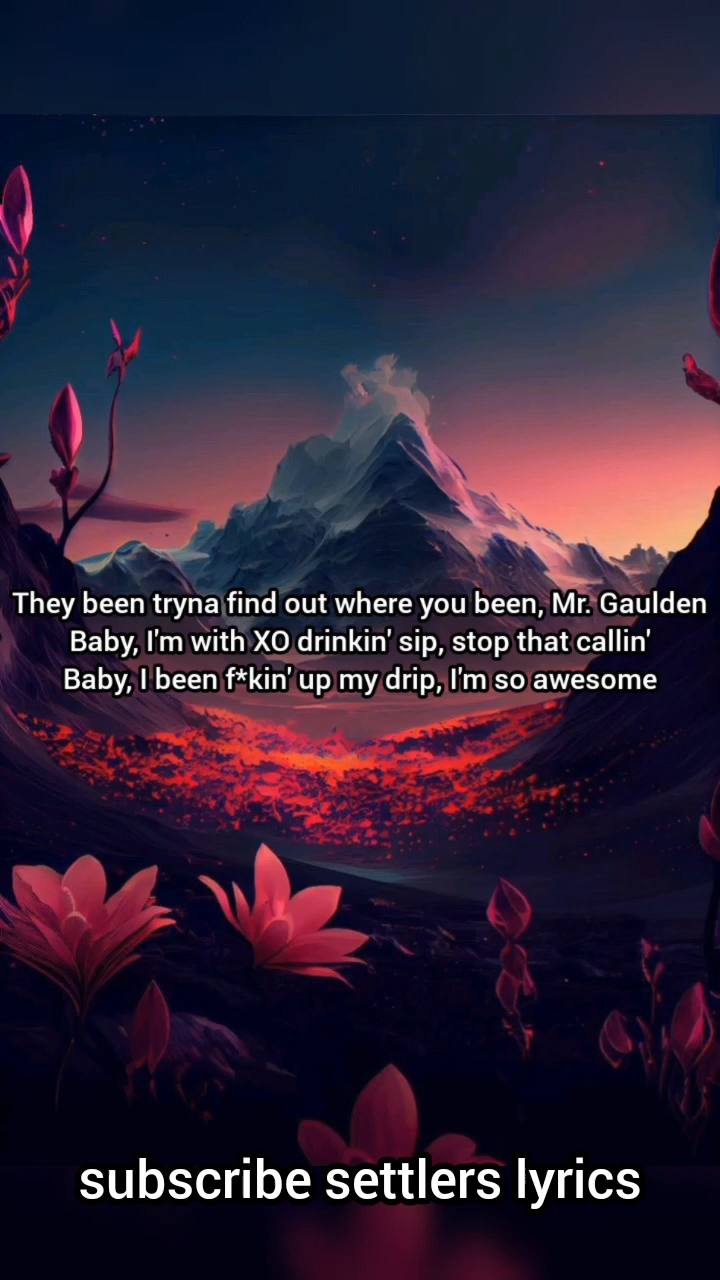 They been tryna find out where you been, Mr. Gaulden
Baby, I'm with XO drinkin' sip, stop that callin'
Baby, I been f*kin' up my drip, I'm so awesome
subscribe settlers lyrics